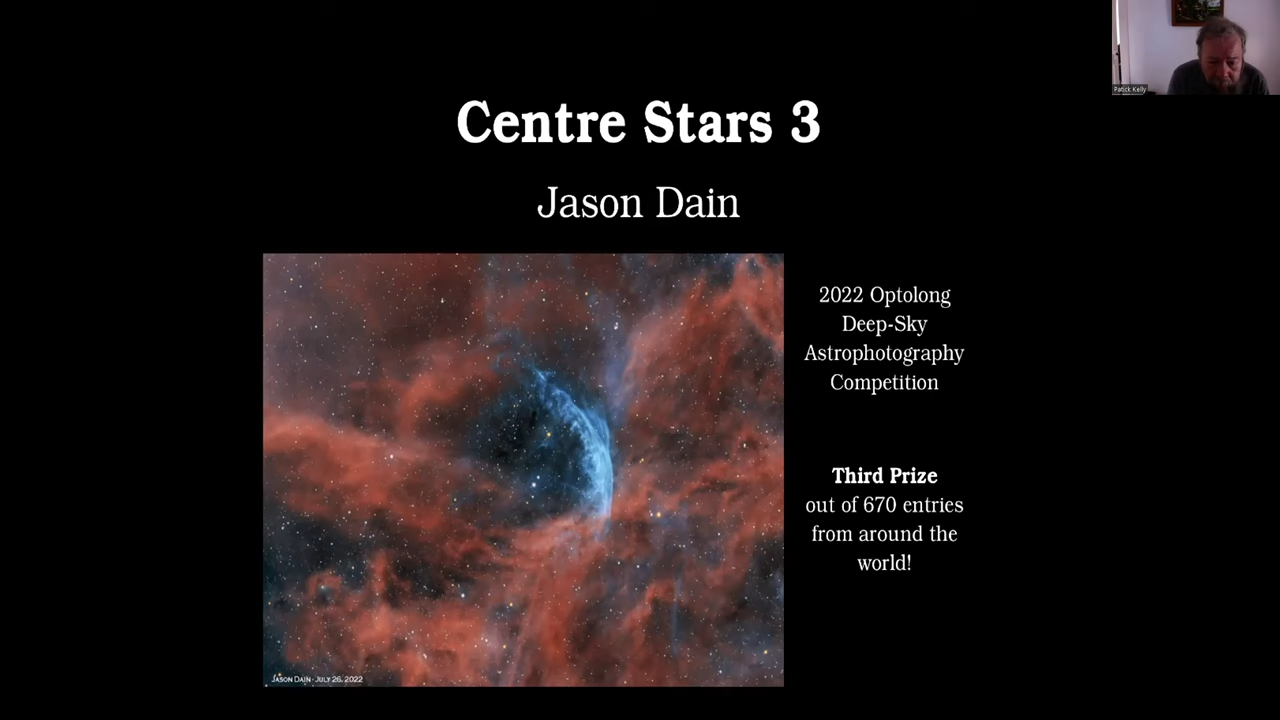 Centre Stars 3
Jason Dain
2022 Optolong
Deep-Sky
Astrophotography
Competition
Third Prize
out of 670 entries
from around the
world!
JASON DAIN - JULY 26, 2022
Patick Kelly